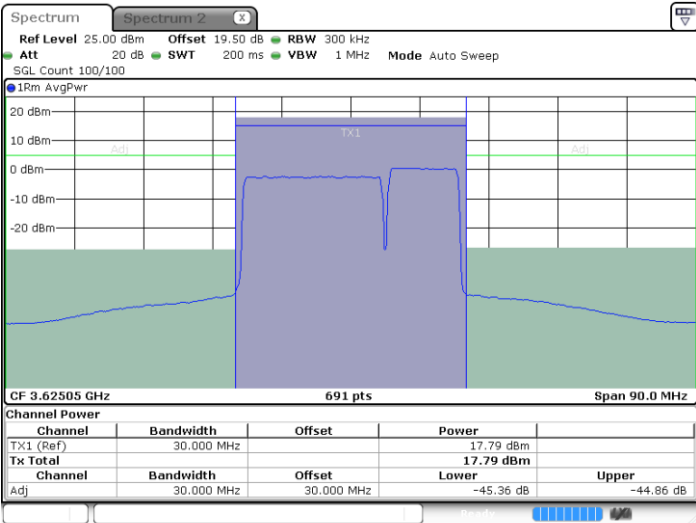 Spectrum Spectrum 2 X
Ref Level 25.00 dBm Offset 19.50 dB RBW 300 kHz
Att 20 dB SWT 200 ms VBW 1 MHz Mode Auto Sweep
SGL Count 100/100
1Rm AvgPwr
20 dBm
TX1
10 dBm
Adj Adj
0 dBm
-10 dBm
-20 dBm
CF 3.62505 GHz 691 pts Span 90.0 MHz
Channel Power
Channel Bandwidth Offset Power
TX1 (Ref) 30.000 MHz 17.79 dBm
Tx Total 17.79 dBm
Channel Bandwidth Offset Lower Upper
Adj 30.000 MHz 30.000 MHz -45.36 dB -44.86 dB
Ready